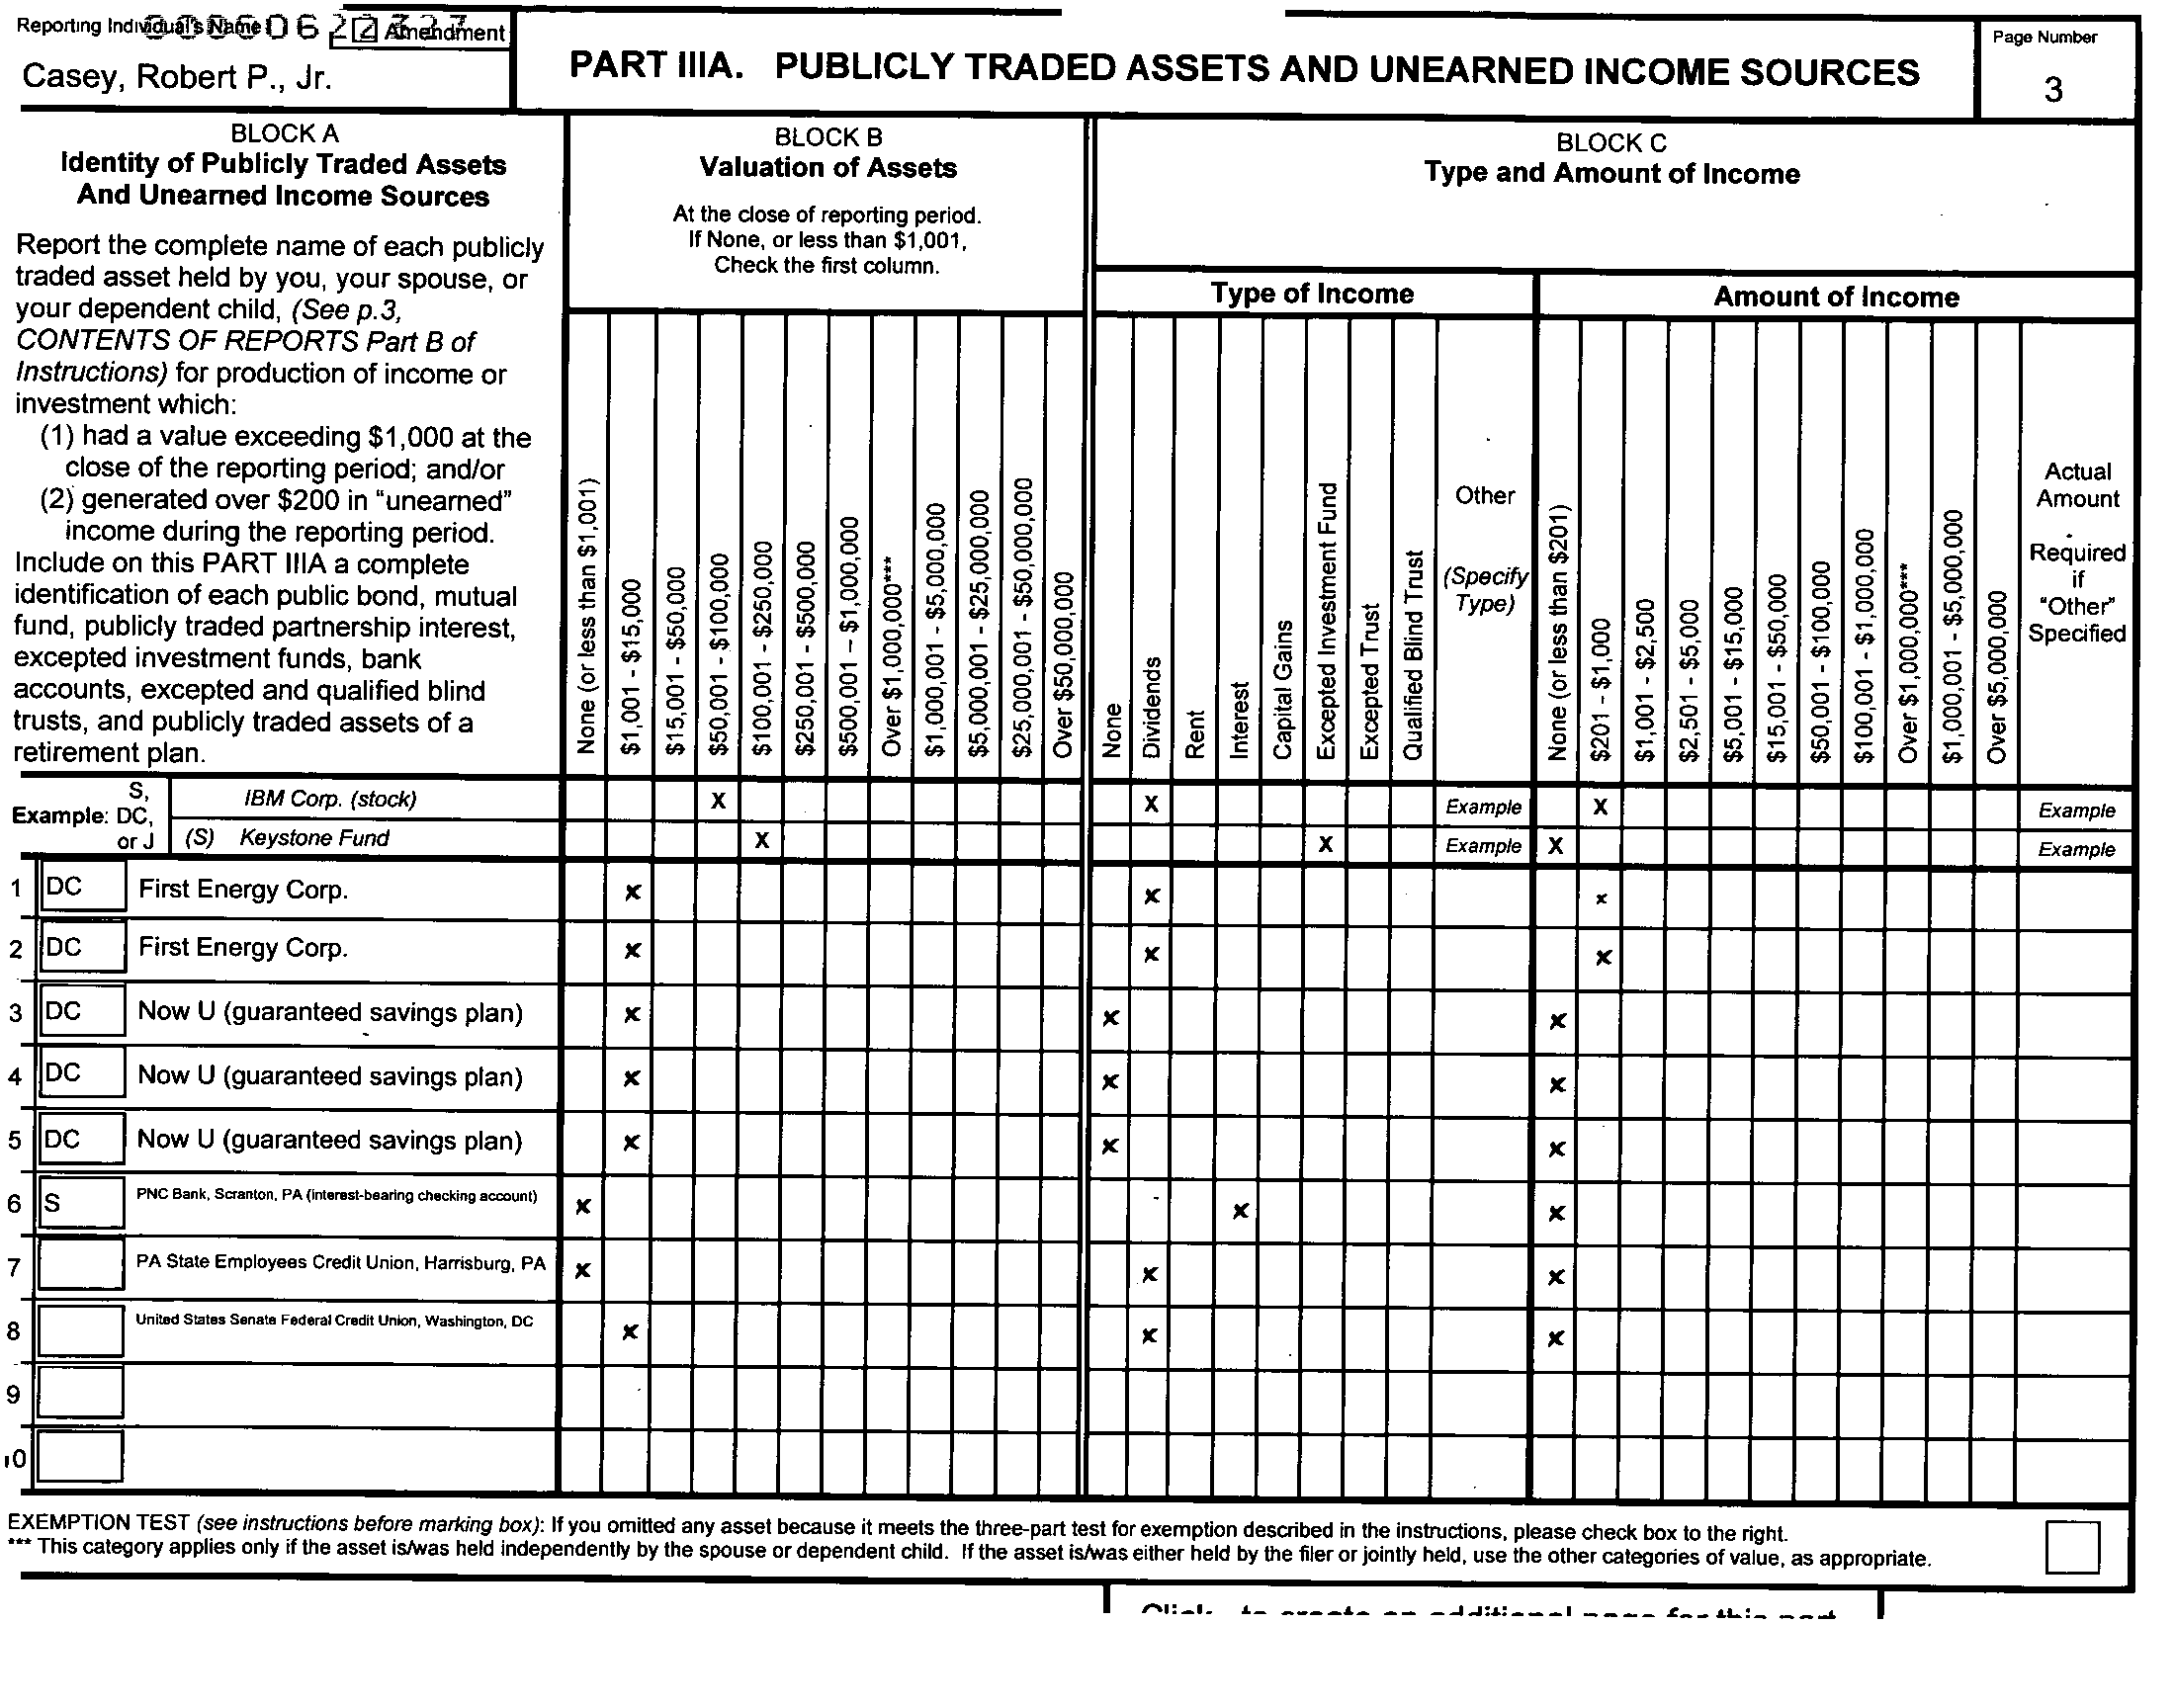 Reporting Individual's Name
00060622327
Amendment
Casey, Robert P., Jr.
PART IIIA. PUBLICLY TRADED ASSETS AND UNEARNED INCOME SOURCES
Page Number
3
BLOCK A
Identity of Publicly Traded Assets
And Unearned Income Sources
Report the complete name of each publicly
traded asset held by you, your spouse, or
your dependent child, (See p.3,
CONTENTS OF REPORTS Part B of
Instructions) for production of income or
investment which:
(1) had a value exceeding $1,000 at the
close of the reporting period; and/or
(2) generated over $200 in "unearned"
income during the reporting period.
Include on this PART IIIA a complete
identification of each public bond, mutual
fund, publicly traded partnership interest,
excepted investment funds, bank
accounts, excepted and qualified blind
trusts, and publicly traded assets of a
retirement plan.
BLOCK B
Valuation of Assets
At the close of reporting period.
If None, or less than $1,001,
Check the first column.
None (or less than $1,001)
$1,001 - $15,000
$15,001 - $50,000
$50,001 - $100,000
$100,001 - $250,000
$250,001 - $500,000
$500,001 - $1,000,000
Over $1,000,000***
$1,000,001 - $5,000,000
$5,000,001 - $25,000,000
$25,000,001 - $50,000,000
Over $50,000,000
BLOCK C
Type and Amount of Income
Type of Income
None
Dividends
Rent
Interest
Capital Gains
Excepted Investment Fund
Excepted Trust
Qualified Blind Trust
Other
(Specify
Type)
Amount of Income
None (or less than $201)
$201 - $1,000
$1,001 - $2,500
$2,501 - $5,000
$5,001 - $15,000
$15,001 - $50,000
$50,001 - $100,000
$100,001 - $1,000,000
Over $1,000,000***
$1,000,001 - $5,000,000
Over $5,000,000
Actual
Amount
Required
if
"Other"
Specified
Example: S, DC, or J
IBM Corp. (stock) X X Example X Example
(S) Keystone Fund X X Example X Example
1 DC First Energy Corp. x x x
2 DC First Energy Corp. x x x
3 DC Now U (guaranteed savings plan) x x x
4 DC Now U (guaranteed savings plan) x x x
5 DC Now U (guaranteed savings plan) x x x
6 S PNC Bank, Scranton, PA (interest-bearing checking account) x x x
7 PA State Employees Credit Union, Harrisburg, PA x x x
8 United States Senate Federal Credit Union, Washington, DC x x x
9
10
EXEMPTION TEST (see instructions before marking box): If you omitted any asset because it meets the three-part test for exemption described in the instructions, please check box to the right.
*** This category applies only if the asset is/was held independently by the spouse or dependent child. If the asset is/was either held by the filer or jointly held, use the other categories of value, as appropriate.